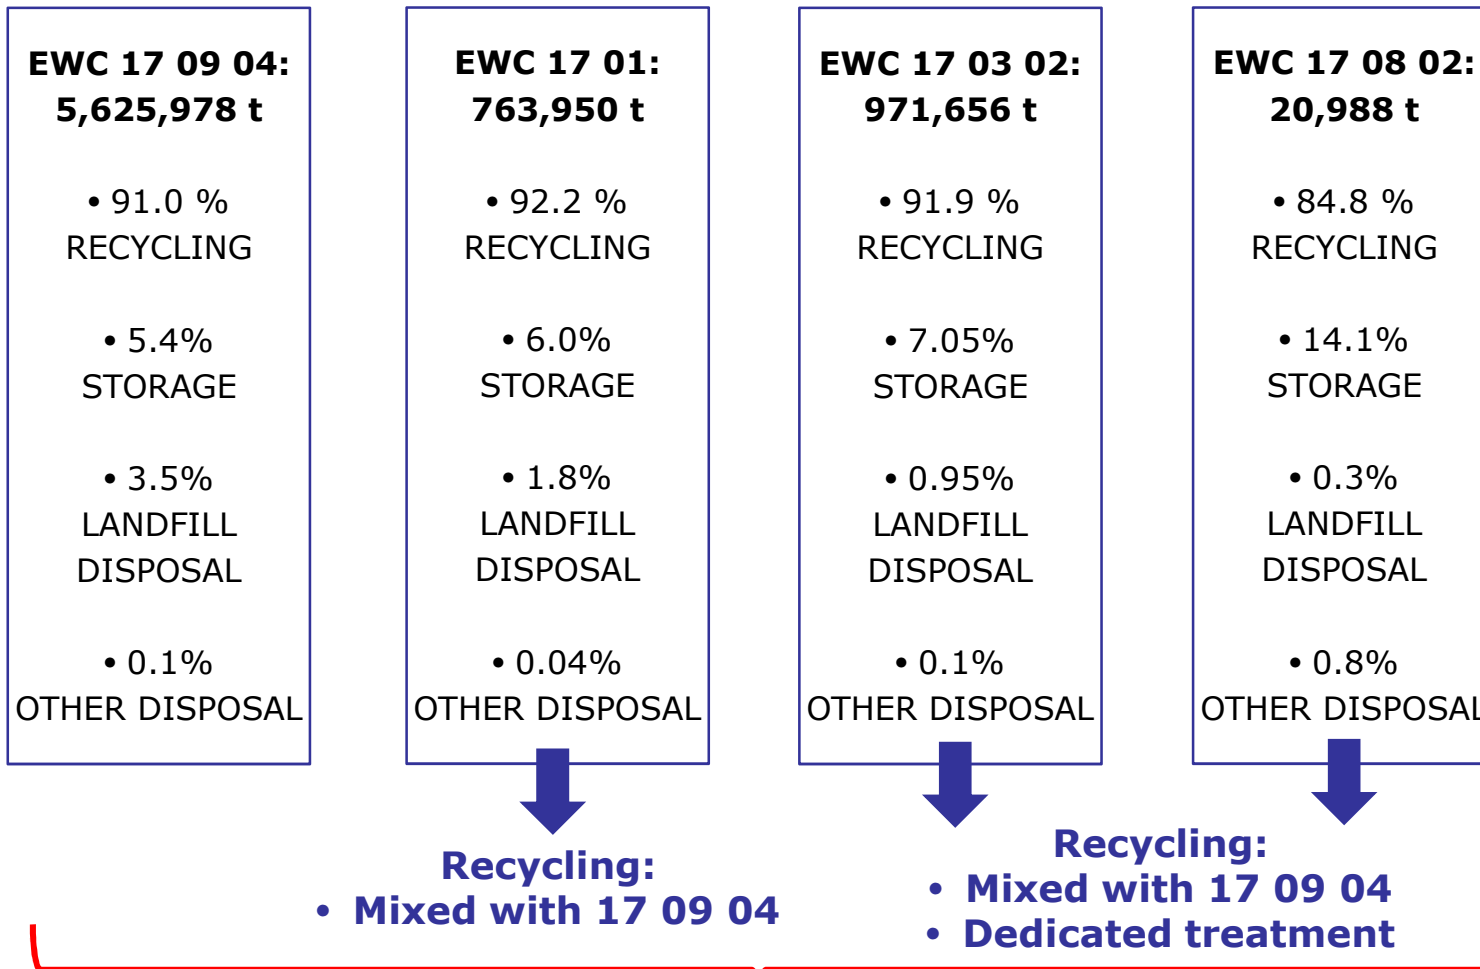 EWC 17 09 04:
5,625,978 t
• 91.0 %
RECYCLING
• 5.4%
STORAGE
• 3.5%
LANDFILL
DISPOSAL
• 0.1%
OTHER DISPOSAL
EWC 17 01:
763,950 t
• 92.2 %
RECYCLING
• 6.0%
STORAGE
• 1.8%
LANDFILL
DISPOSAL
• 0.04%
OTHER DISPOSAL
EWC 17 03 02:
971,656 t
• 91.9 %
RECYCLING
• 7.05%
STORAGE
• 0.95%
LANDFILL
DISPOSAL
• 0.1%
OTHER DISPOSAL
EWC 17 08 02:
20,988 t
• 84.8 %
RECYCLING
• 14.1%
STORAGE
• 0.3%
LANDFILL
DISPOSAL
• 0.8%
OTHER DISPOSAL
Recycling:
• Mixed with 17 09 04
Recycling:
• Mixed with 17 09 04
• Dedicated treatment